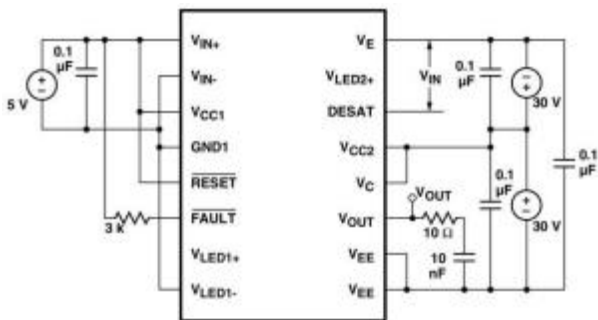 0.1
µF
5 V
3 k
V_IN+
V_IN-
V_CC1
GND1
RESET
FAULT
V_LED1+
V_LED1-
V_E
V_LED2+
DESAT
V_CC2
V_C
V_OUT
V_EE
V_EE
V_IN
V_OUT
10 Ω
10
nF
0.1
µF
0.1
µF
30 V
30 V
0.1
µF